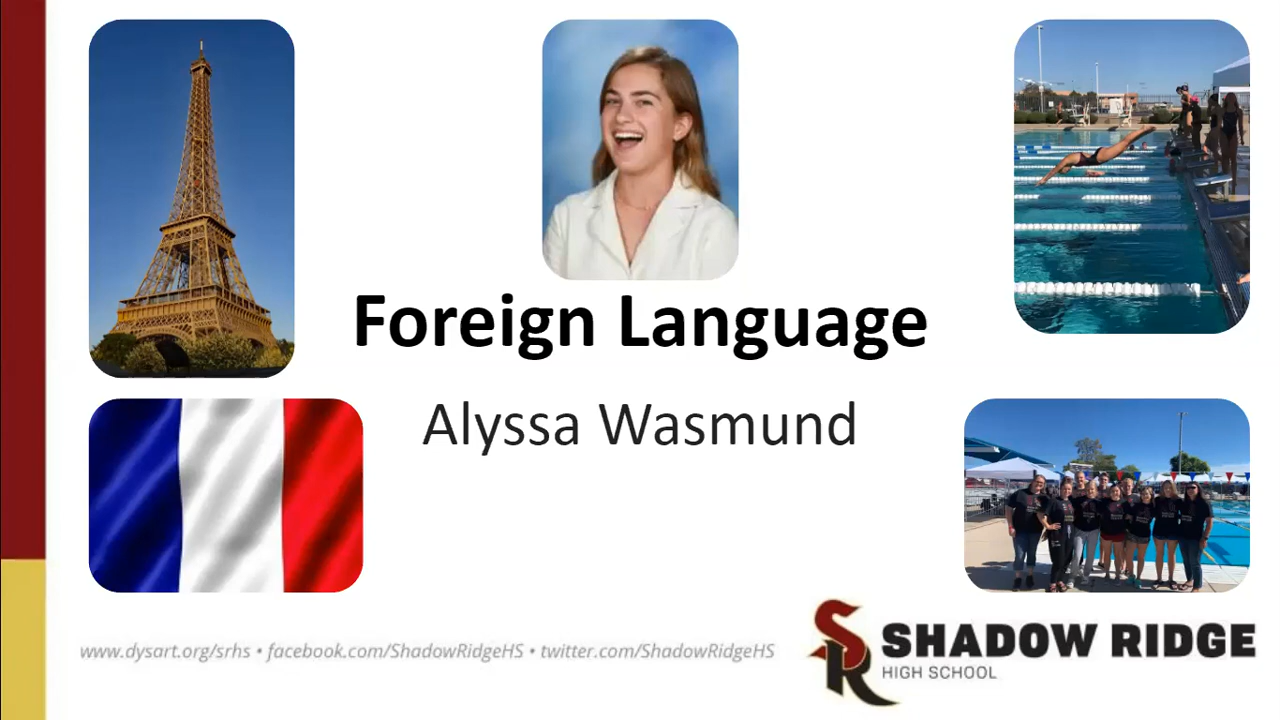 Foreign Language
Alyssa Wasmund
www.dysart.org/srhs • facebook.com/ShadowRidgeHS • twitter.com/ShadowRidgeHS
SR
SHADOW RIDGE
HIGH SCHOOL